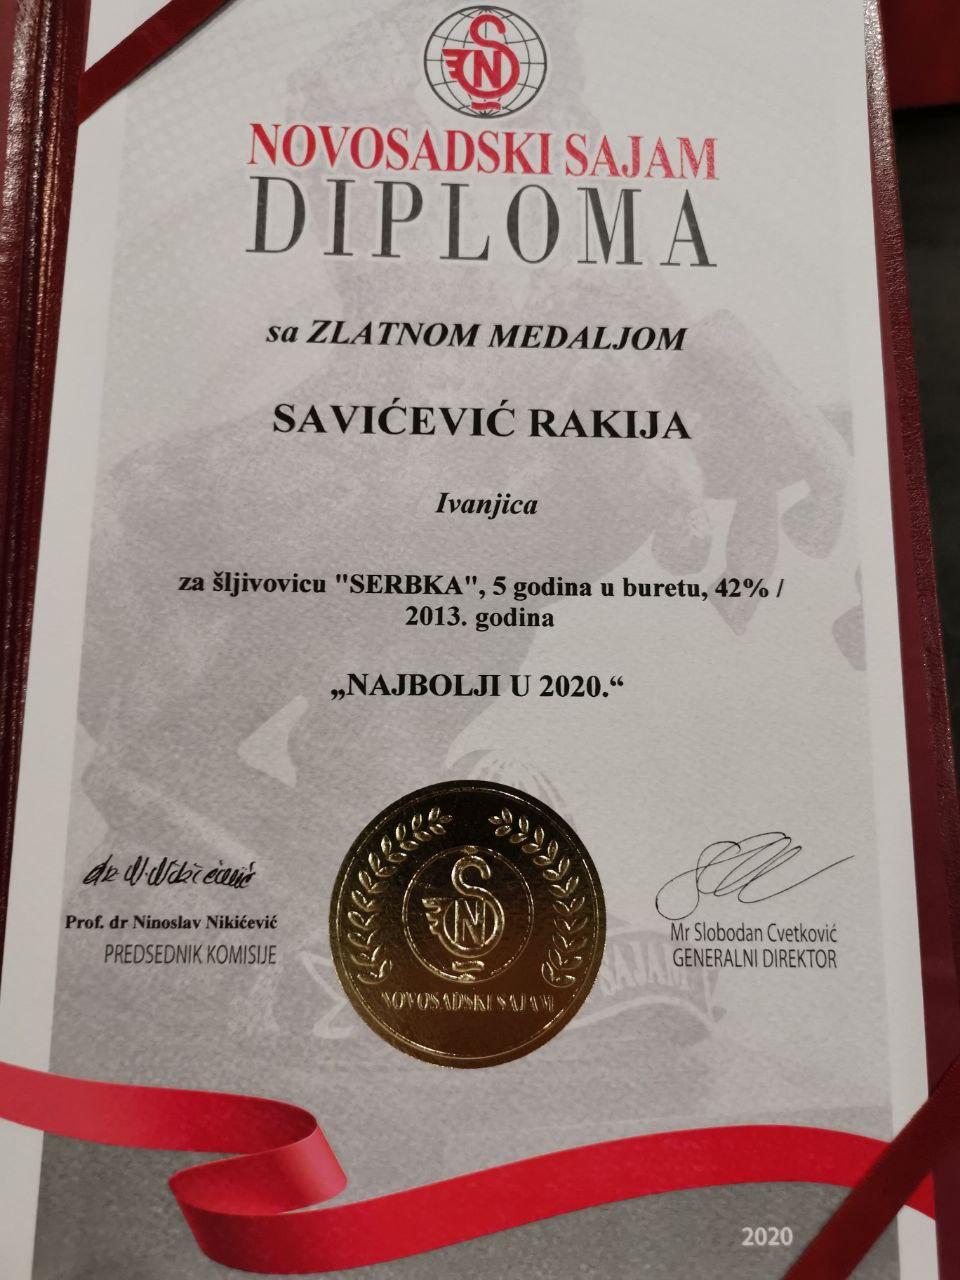 NOVOSADSKI SAJAM
DIPLOMA
sa ZLATNOM MEDALJOM
SAVIĆEVIĆ RAKIJA
Ivanjica
za šljivovicu "SERBKA", 5 godina u buretu, 42% /
2013. godina
„NAJBOLJI U 2020.“
Prof. dr Ninoslav Nikićević
PREDSEDNIK KOMISIJE
NOVOSADSKI SAJAM
Mr Slobodan Cvetković
GENERALNI DIREKTOR
2020